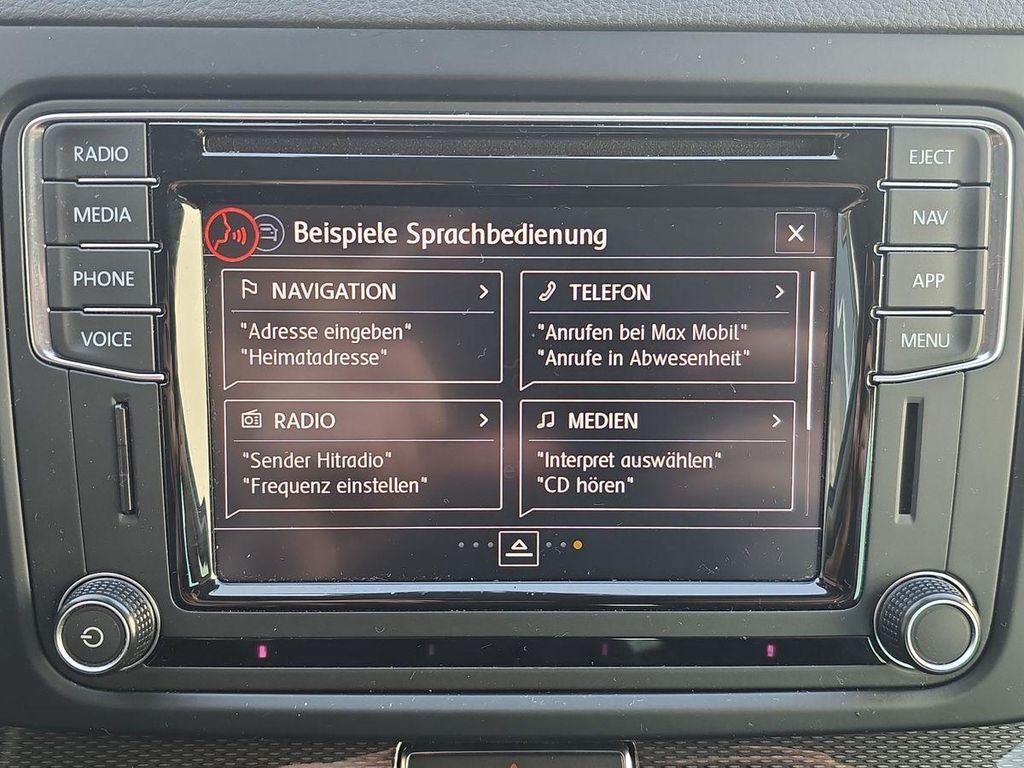 RADIO
MEDIA
PHONE
VOICE
EJECT
NAV
APP
MENU
Beispiele Sprachbedienung
NAVIGATION
"Adresse eingeben"
"Heimatadresse"
TELEFON
"Anrufen bei Max Mobil"
"Anrufe in Abwesenheit"
RADIO
"Sender Hitradio"
"Frequenz einstellen"
MEDIEN
"Interpret auswählen"
"CD hören"